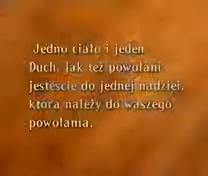 Jedno ciało i jeden
Duch, jak też powołani
jesteście do jednej nadziei,
która należy do waszego
powołania.